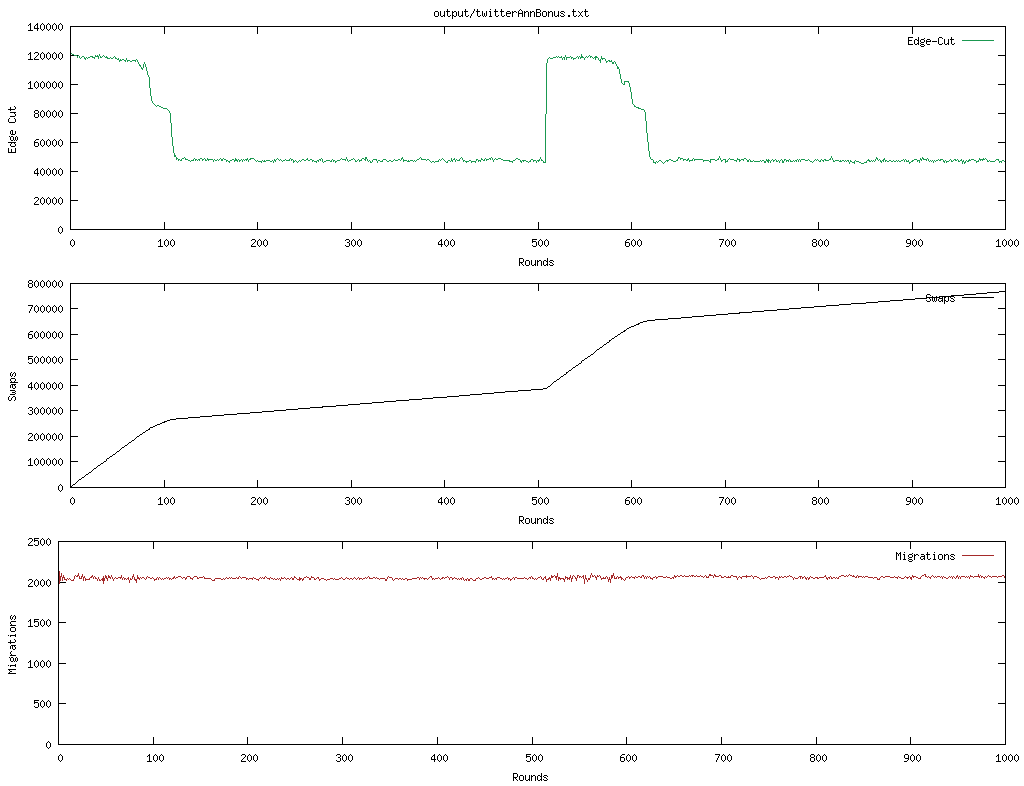 output/twitterAnnBonus.txt
140000
120000
100000
80000
60000
40000
20000
0
Edge Cut
Edge-Cut
0 100 200 300 400 500 600 700 800 900 1000
Rounds
800000
700000
600000
500000
400000
300000
200000
100000
0
Swaps
Swaps
0 100 200 300 400 500 600 700 800 900 1000
Rounds
2500
2000
1500
1000
500
0
Migrations
Migrations
0 100 200 300 400 500 600 700 800 900 1000
Rounds